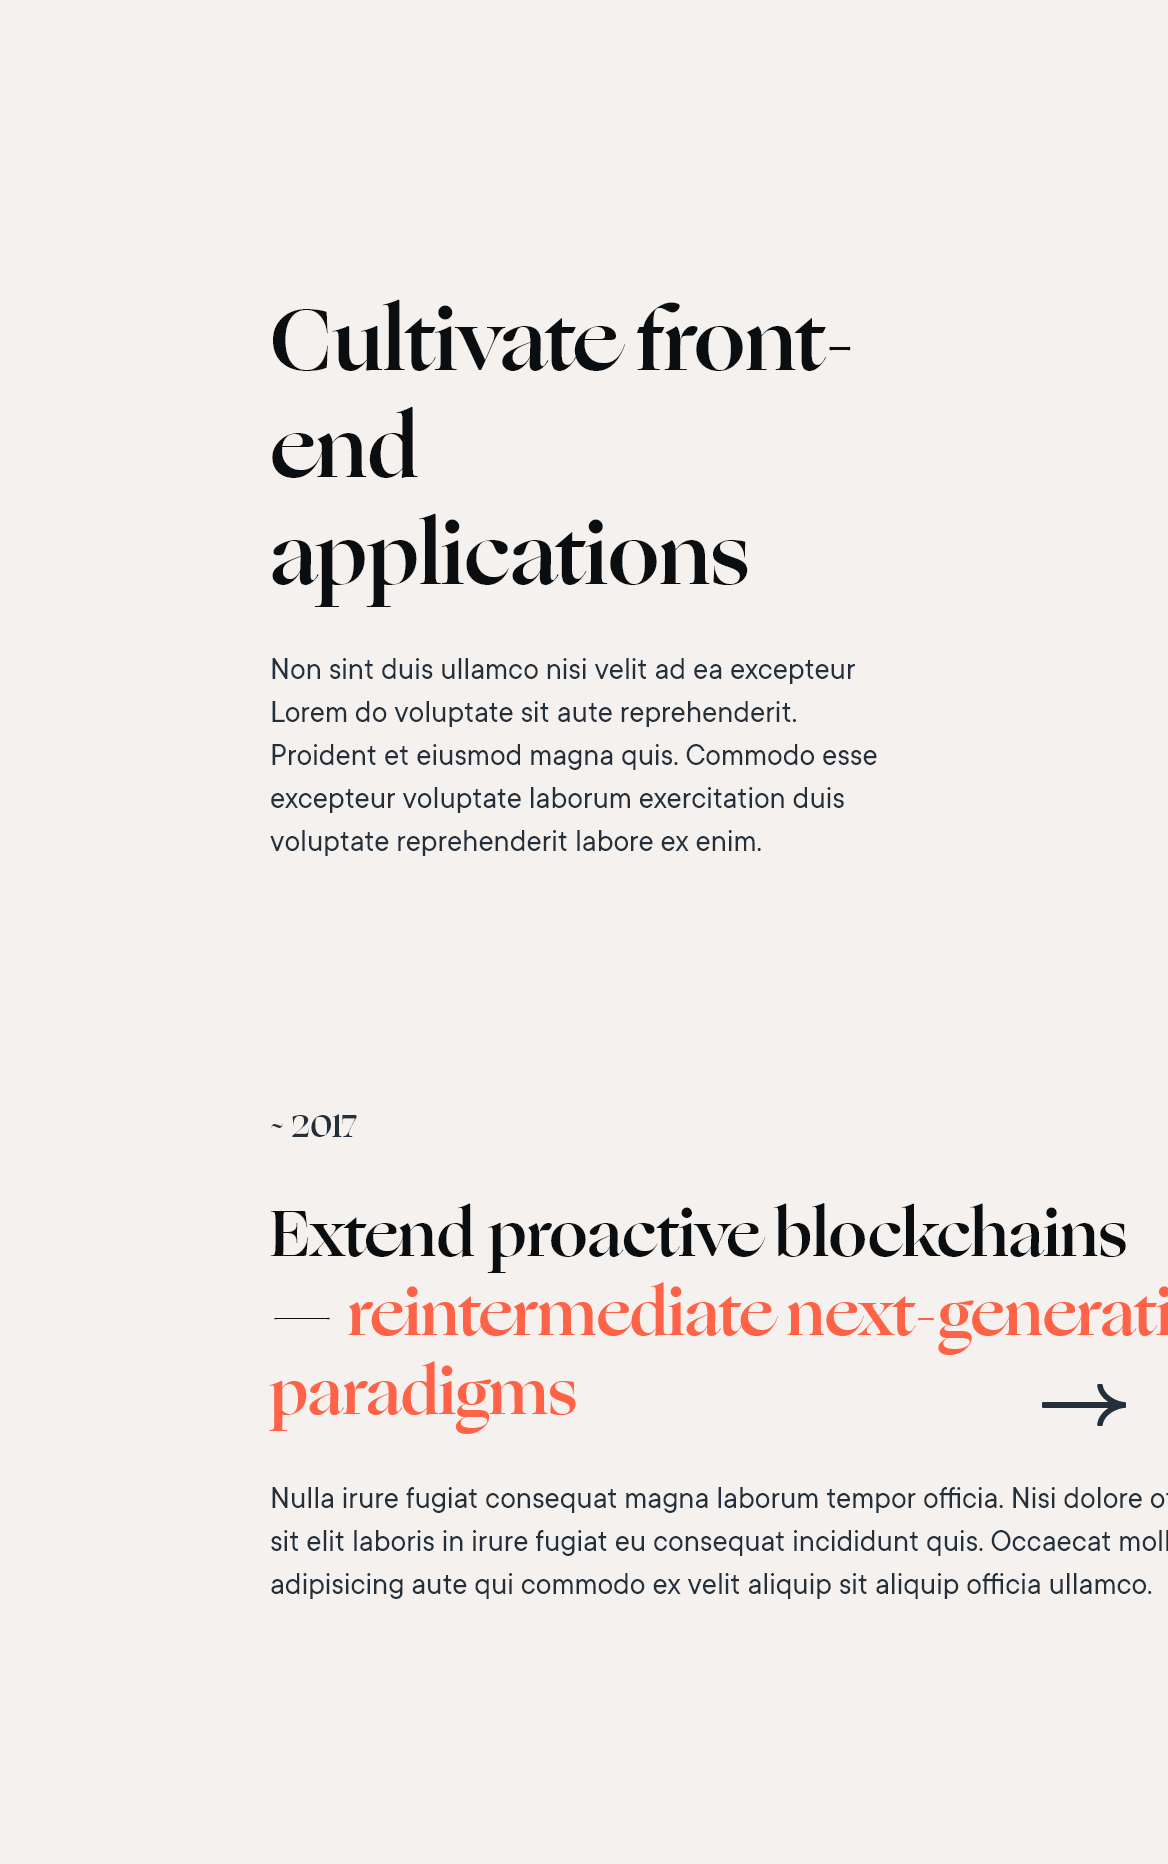 Cultivate front-
end
applications
Non sint duis ullamco nisi velit ad ea excepteur
Lorem do voluptate sit aute reprehenderit.
Proident et eiusmod magna quis. Commodo esse
excepteur voluptate laborum exercitation duis
voluptate reprehenderit labore ex enim.
~ 2017
Extend proactive blockchains
— reintermediate next-generati
paradigms
Nulla irure fugiat consequat magna laborum tempor officia. Nisi dolore
sit elit laboris in irure fugiat eu consequat incididunt quis. Occaecat moll
adipisicing aute qui commodo ex velit aliquip sit aliquip officia ullamco.